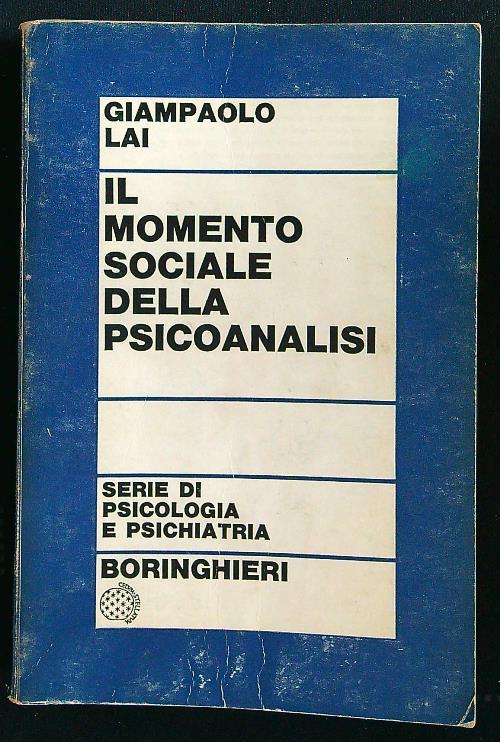 GIAMPAOLO
LAI
IL
MOMENTO
SOCIALE
DELLA
PSICOANALISI
SERIE DI
PSICOLOGIA
E PSICHIATRIA
BORINGHIERI